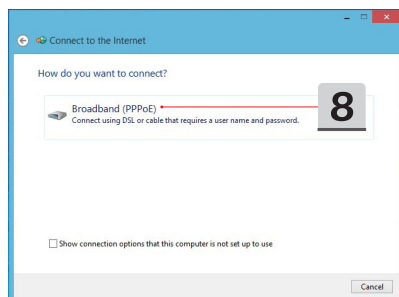 Connect to the Internet
How do you want to connect?
Broadband (PPPoE)
Connect using DSL or cable that requires a user name and password.
8
Show connection options that this computer is not set up to use
Cancel